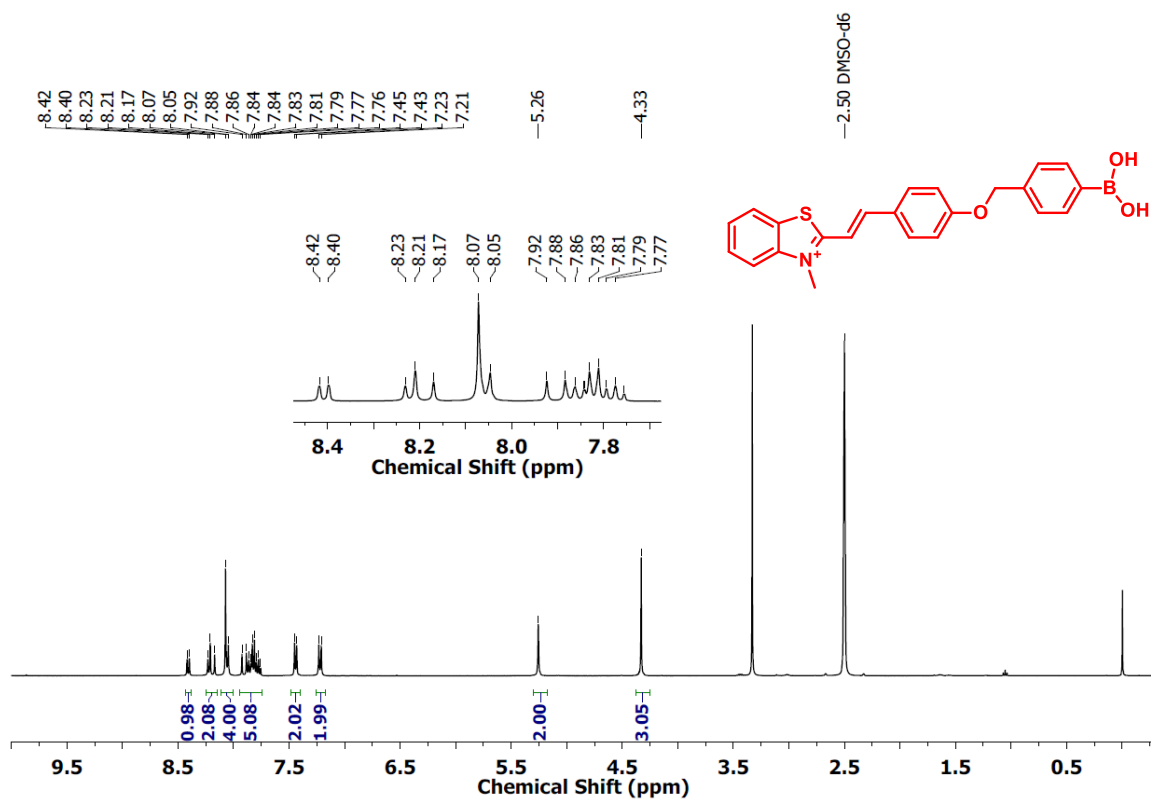 8.42 8.40 8.23 8.21 8.17 8.07 8.05 7.92 7.88 7.86 7.84 7.84 7.83 7.81 7.79 7.77 7.76 7.45 7.43 7.23 7.21 5.26 4.33 2.50 DMSO-d6
OH
B
OH
O
S
N+
8.42 8.40 8.23 8.21 8.17 8.07 8.05 7.92 7.88 7.86 7.83 7.81 7.79 7.77
8.4 8.2 8.0 7.8
Chemical Shift (ppm)
0.98 2.08 4.00 5.08 2.02 1.99 2.00 3.05
9.5 8.5 7.5 6.5 5.5 4.5 3.5 2.5 1.5 0.5
Chemical Shift (ppm)